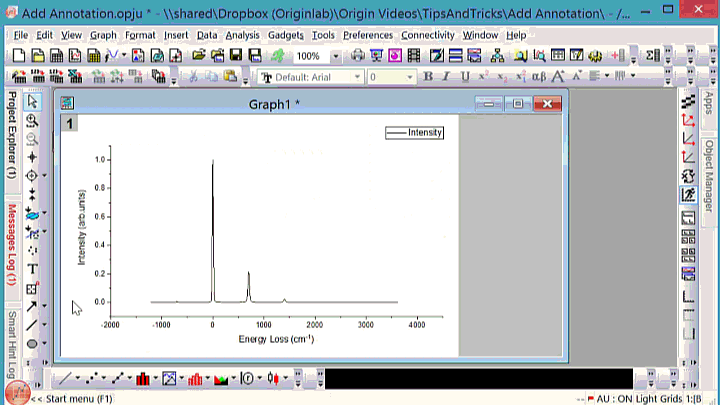 Add Annotation.opju * - \\shared\Dropbox (Originlab)\Origin Videos\TipsAndTricks\Add Annotation\ - /...
File Edit View Graph Format Insert Data Analysis Gadgets Tools Preferences Connectivity Window Help
100%
Default: Arial 0 B I U x² x₂ αβ A A
Project Explorer (1)
Messages Log (1)
Smart Hint Log
Graph1 *
1
Intensity
Intensity (arb.units)
1.0
0.8
0.6
0.4
0.2
0.0
-2000 -1000 0 1000 2000 3000 4000
Energy Loss (cm⁻¹)
Apps
Object Manager
<< Start menu (F1)
-- AU : ON Light Grids 1:[B